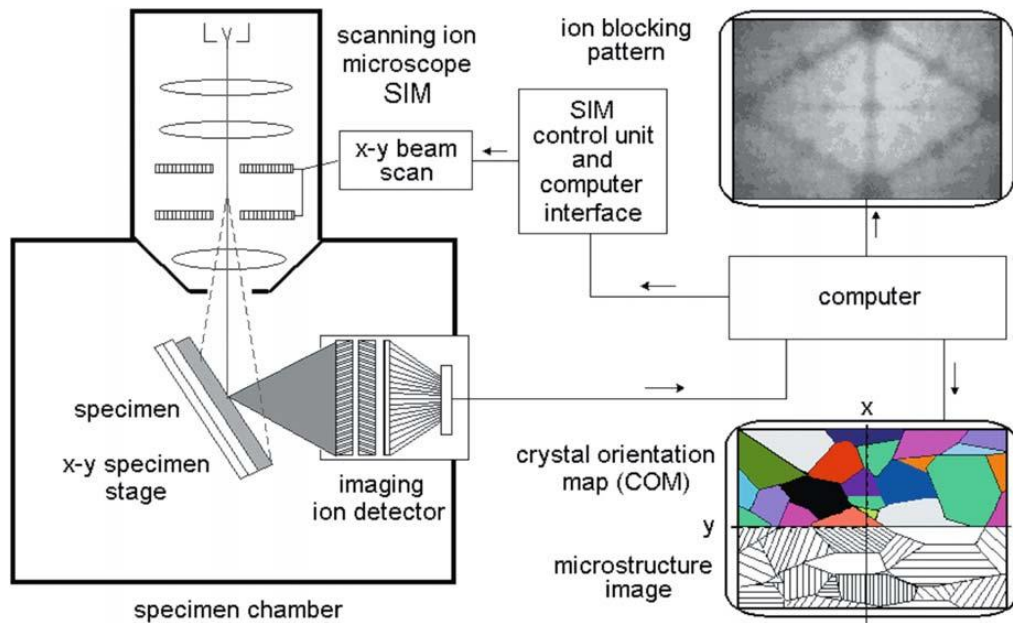 scanning ion
microscope
SIM
ion blocking
pattern
SIM
control unit
and
computer
interface
x-y beam
scan
computer
specimen
x-y specimen
stage
imaging
ion detector
x
crystal orientation
map (COM)
y
microstructure
image
specimen chamber